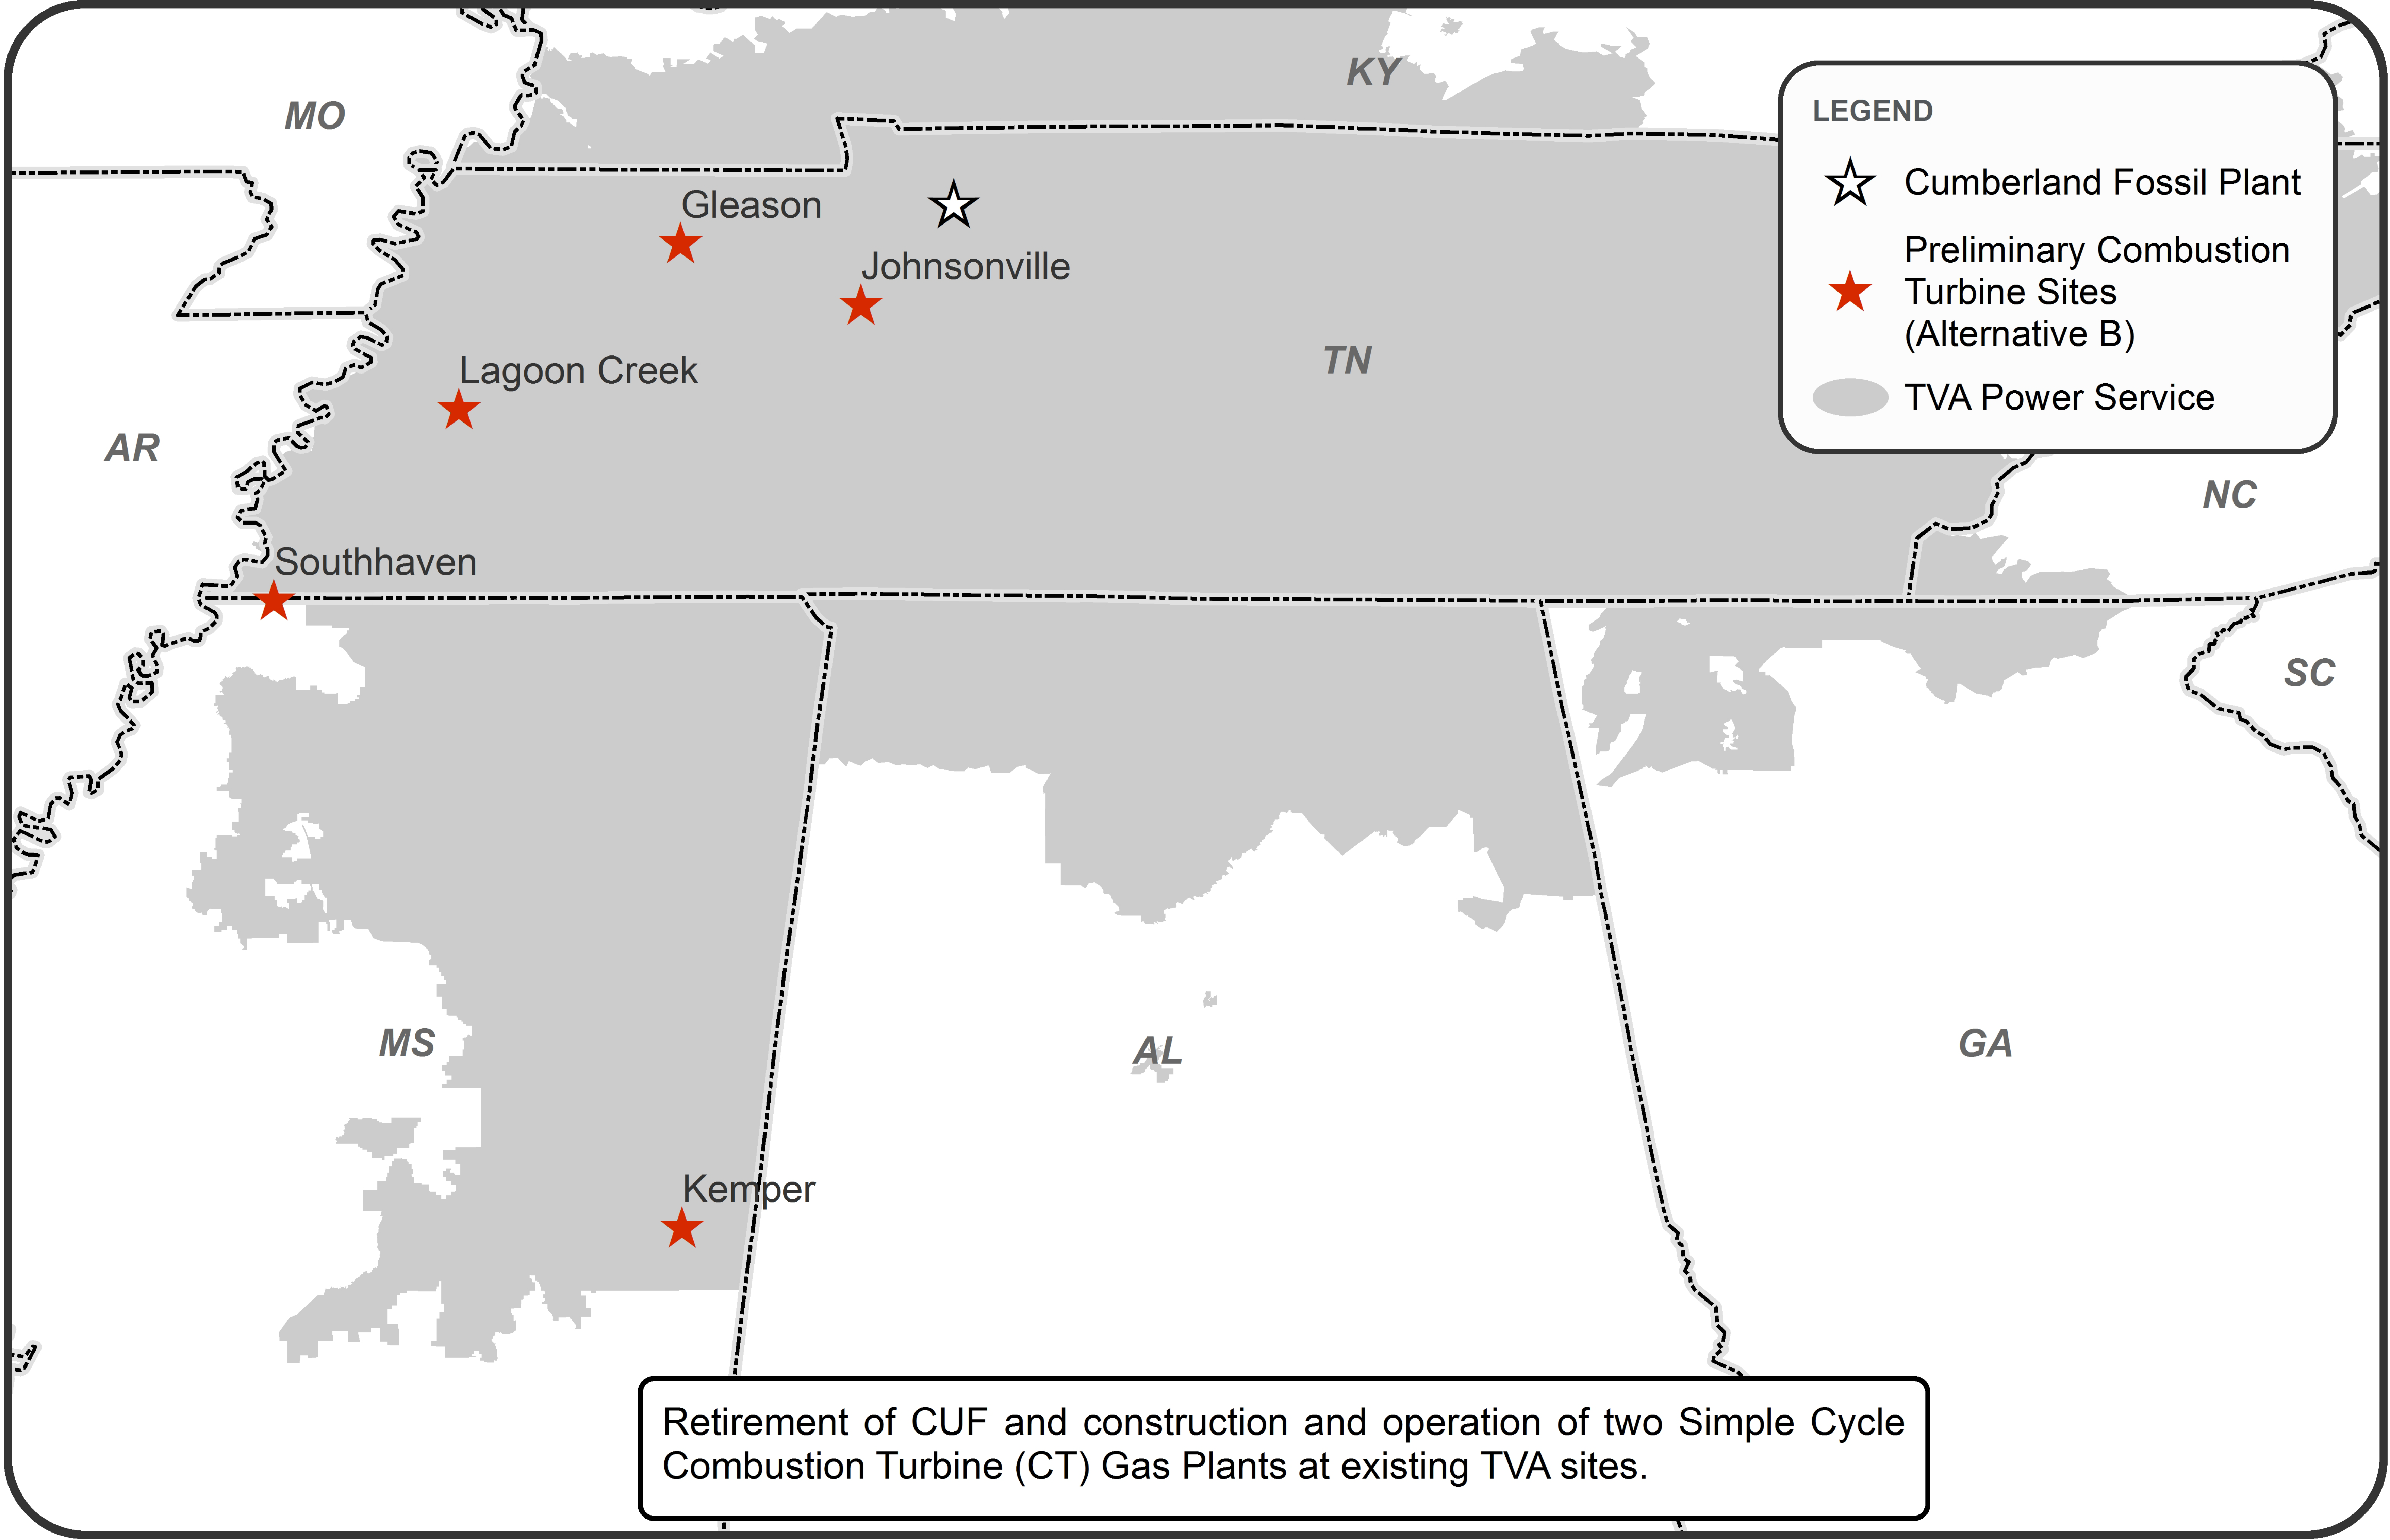 KY
MO
LEGEND
Cumberland Fossil Plant
Gleason
Preliminary Combustion
Turbine Sites
(Alternative B)
Johnsonville
TN
Lagoon Creek
TVA Power Service
AR
NC
Southhaven
SC
MS
AL
GA
Kemper
Retirement of CUF and construction and operation of two Simple Cycle
Combustion Turbine (CT) Gas Plants at existing TVA sites.